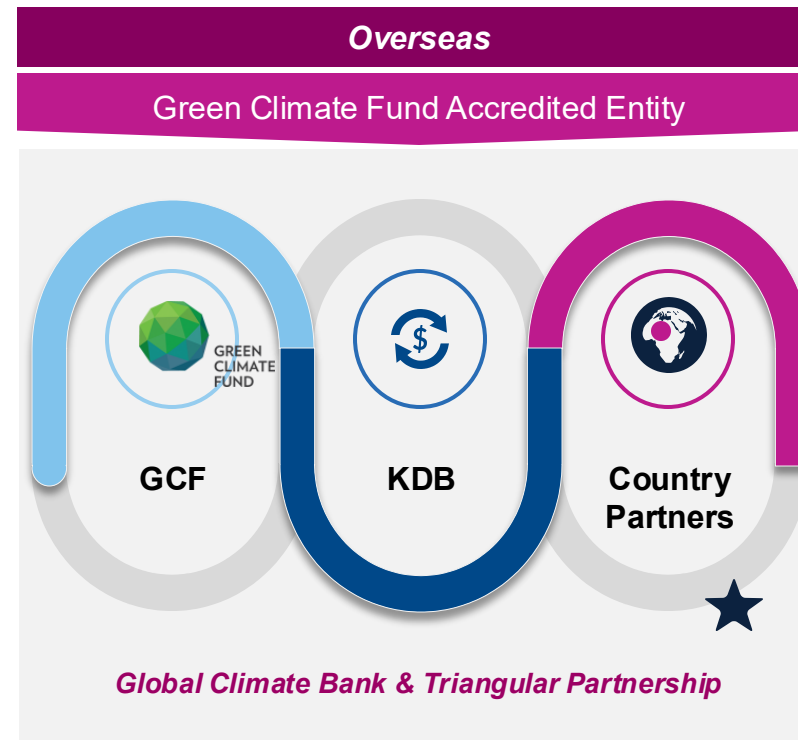 Overseas
Green Climate Fund Accredited Entity
GREEN
CLIMATE
FUND
$
GCF
KDB
Country
Partners
Global Climate Bank & Triangular Partnership